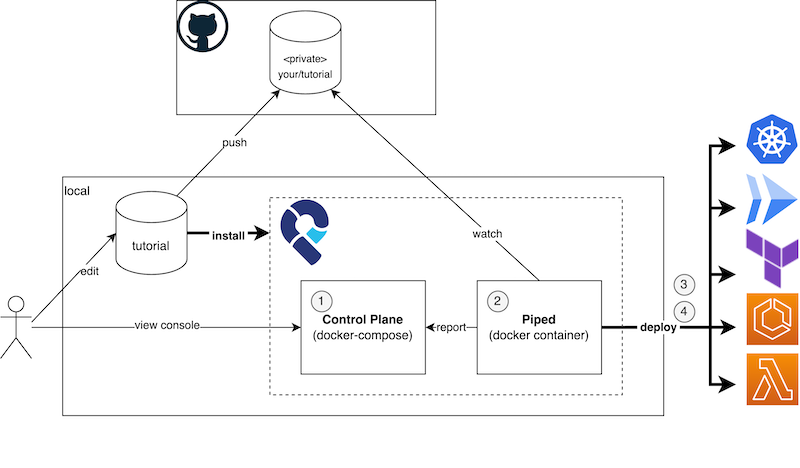 <private>
your/tutorial
push
local
tutorial
install
watch
edit
view console
1
Control Plane
(docker-compose)
report
2
Piped
(docker container)
3
4
deploy